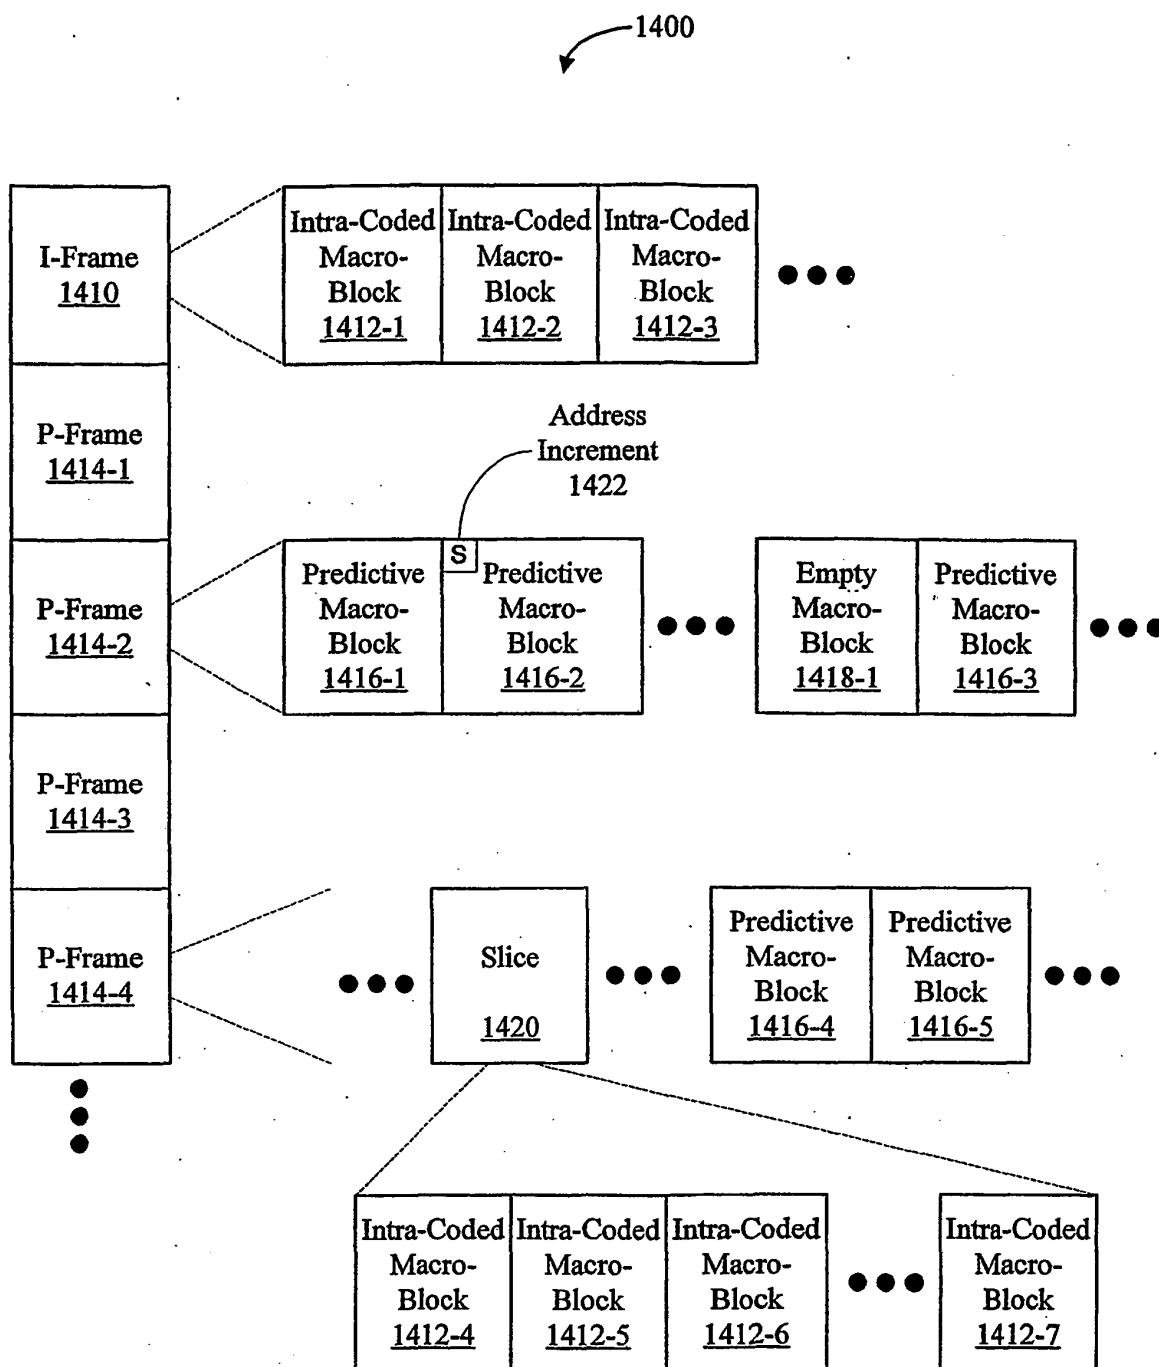 1400
I-Frame
1410
Intra-Coded
Macro-
Block
1412-1
Intra-Coded
Macro-
Block
1412-2
Intra-Coded
Macro-
Block
1412-3
P-Frame
1414-1
Address
Increment
1422
P-Frame
1414-2
Predictive
Macro-
Block
1416-1
S
Predictive
Macro-
Block
1416-2
Empty
Macro-
Block
1418-1
Predictive
Macro-
Block
1416-3
P-Frame
1414-3
P-Frame
1414-4
Slice
1420
Predictive
Macro-
Block
1416-4
Predictive
Macro-
Block
1416-5
Intra-Coded
Macro-
Block
1412-4
Intra-Coded
Macro-
Block
1412-5
Intra-Coded
Macro-
Block
1412-6
Intra-Coded
Macro-
Block
1412-7